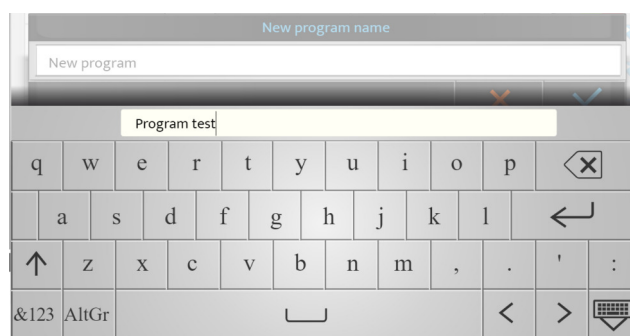 New program name
New program
Program test
q w e r t y u i o p
a s d f g h j k l
z x c v b n m , . ' :
&123 AltGr < >